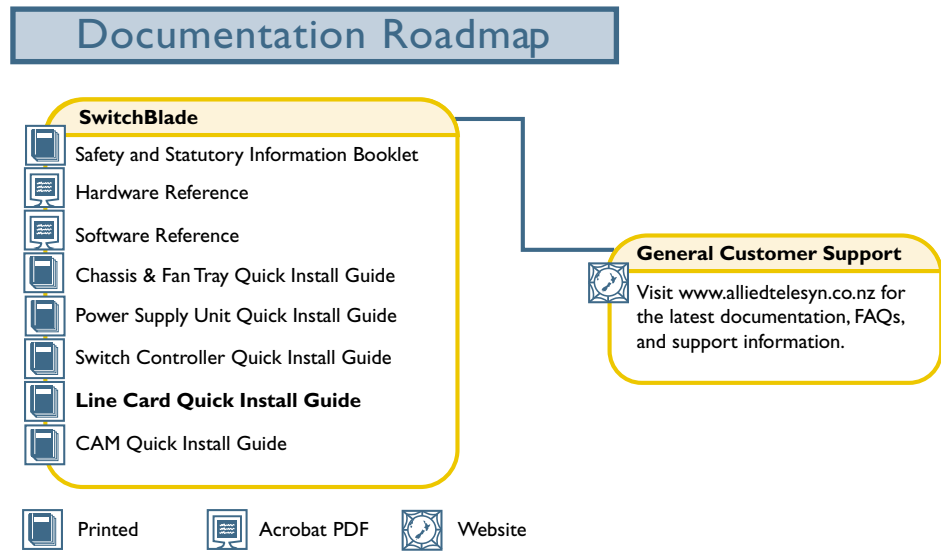 Documentation Roadmap
SwitchBlade
Safety and Statutory Information Booklet
Hardware Reference
Software Reference
Chassis & Fan Tray Quick Install Guide
Power Supply Unit Quick Install Guide
Switch Controller Quick Install Guide
Line Card Quick Install Guide
CAM Quick Install Guide
General Customer Support
Visit www.alliedtelesyn.co.nz for
the latest documentation, FAQs,
and support information.
Printed
Acrobat PDF
Website